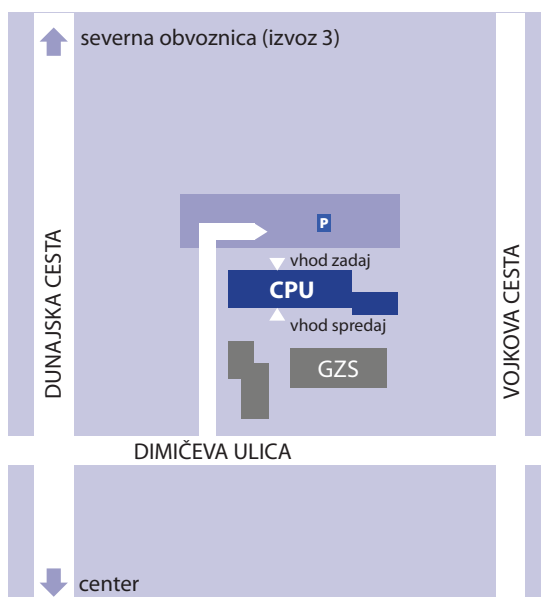 severna obvoznica (izvoz 3)
P
DUNAJSKA CESTA
VOJKOVA CESTA
vhod zadaj
CPU
vhod spredaj
GZS
DIMIČEVA ULICA
center